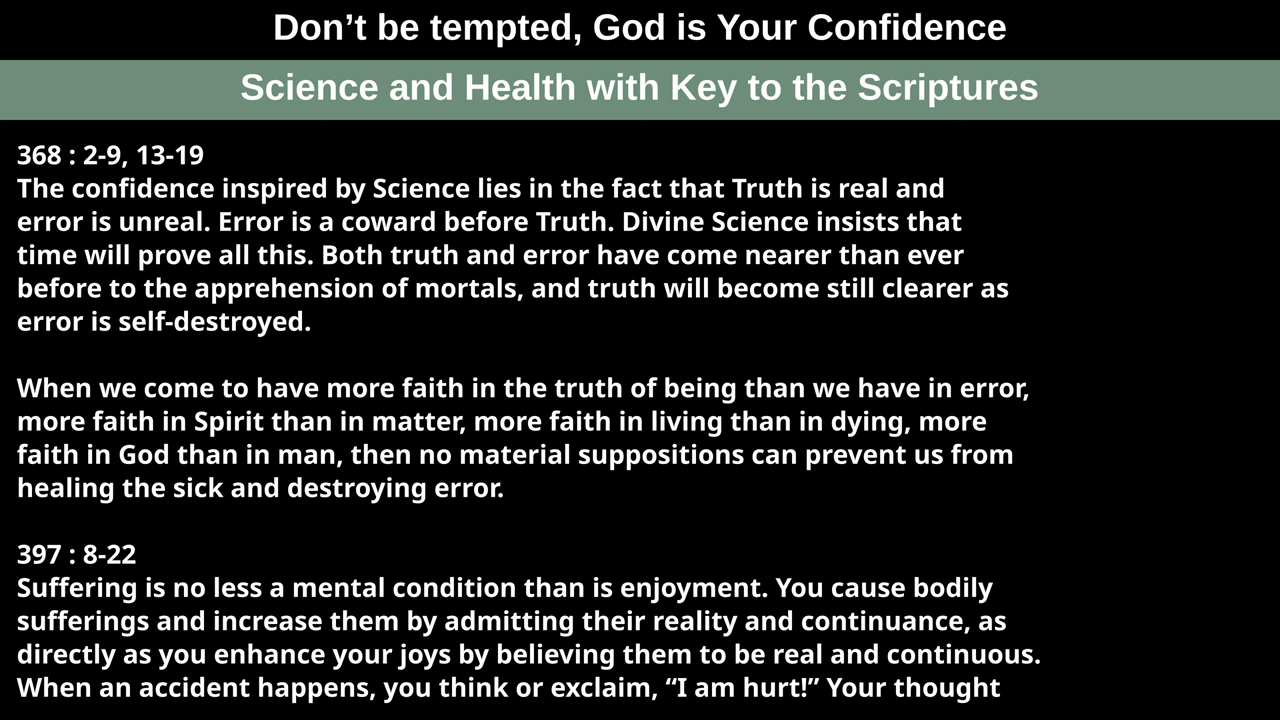 Don’t be tempted, God is Your Confidence
Science and Health with Key to the Scriptures
368 : 2-9, 13-19
The confidence inspired by Science lies in the fact that Truth is real and
error is unreal. Error is a coward before Truth. Divine Science insists that
time will prove all this. Both truth and error have come nearer than ever
before to the apprehension of mortals, and truth will become still clearer as
error is self-destroyed.
When we come to have more faith in the truth of being than we have in error,
more faith in Spirit than in matter, more faith in living than in dying, more
faith in God than in man, then no material suppositions can prevent us from
healing the sick and destroying error.
397 : 8-22
Suffering is no less a mental condition than is enjoyment. You cause bodily
sufferings and increase them by admitting their reality and continuance, as
directly as you enhance your joys by believing them to be real and continuous.
When an accident happens, you think or exclaim, “I am hurt!” Your thought